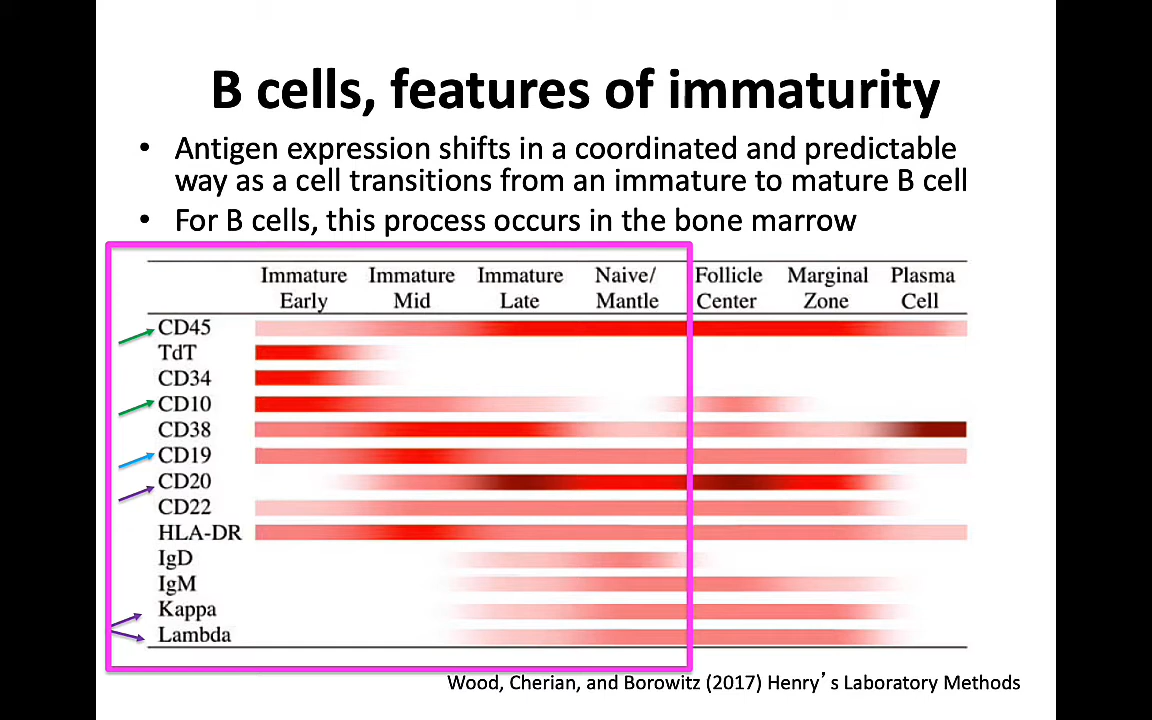 B cells, features of immaturity
• Antigen expression shifts in a coordinated and predictable
way as a cell transitions from an immature to mature B cell
• For B cells, this process occurs in the bone marrow
Immature Immature Immature Naive/ Follicle Marginal Plasma
Early Mid Late Mantle Center Zone Cell
CD45
TdT
CD34
CD10
CD38
CD19
CD20
CD22
HLA-DR
IgD
IgM
Kappa
Lambda
Wood, Cherian, and Borowitz (2017) Henry’s Laboratory Methods